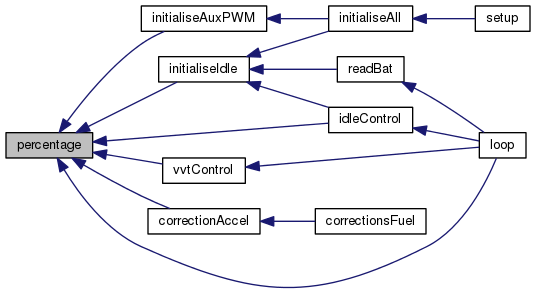 initialiseAuxPWM
initialiseAll
setup
initialiseIdle
readBat
idleControl
percentage
loop
vvtControl
correctionAccel
correctionsFuel